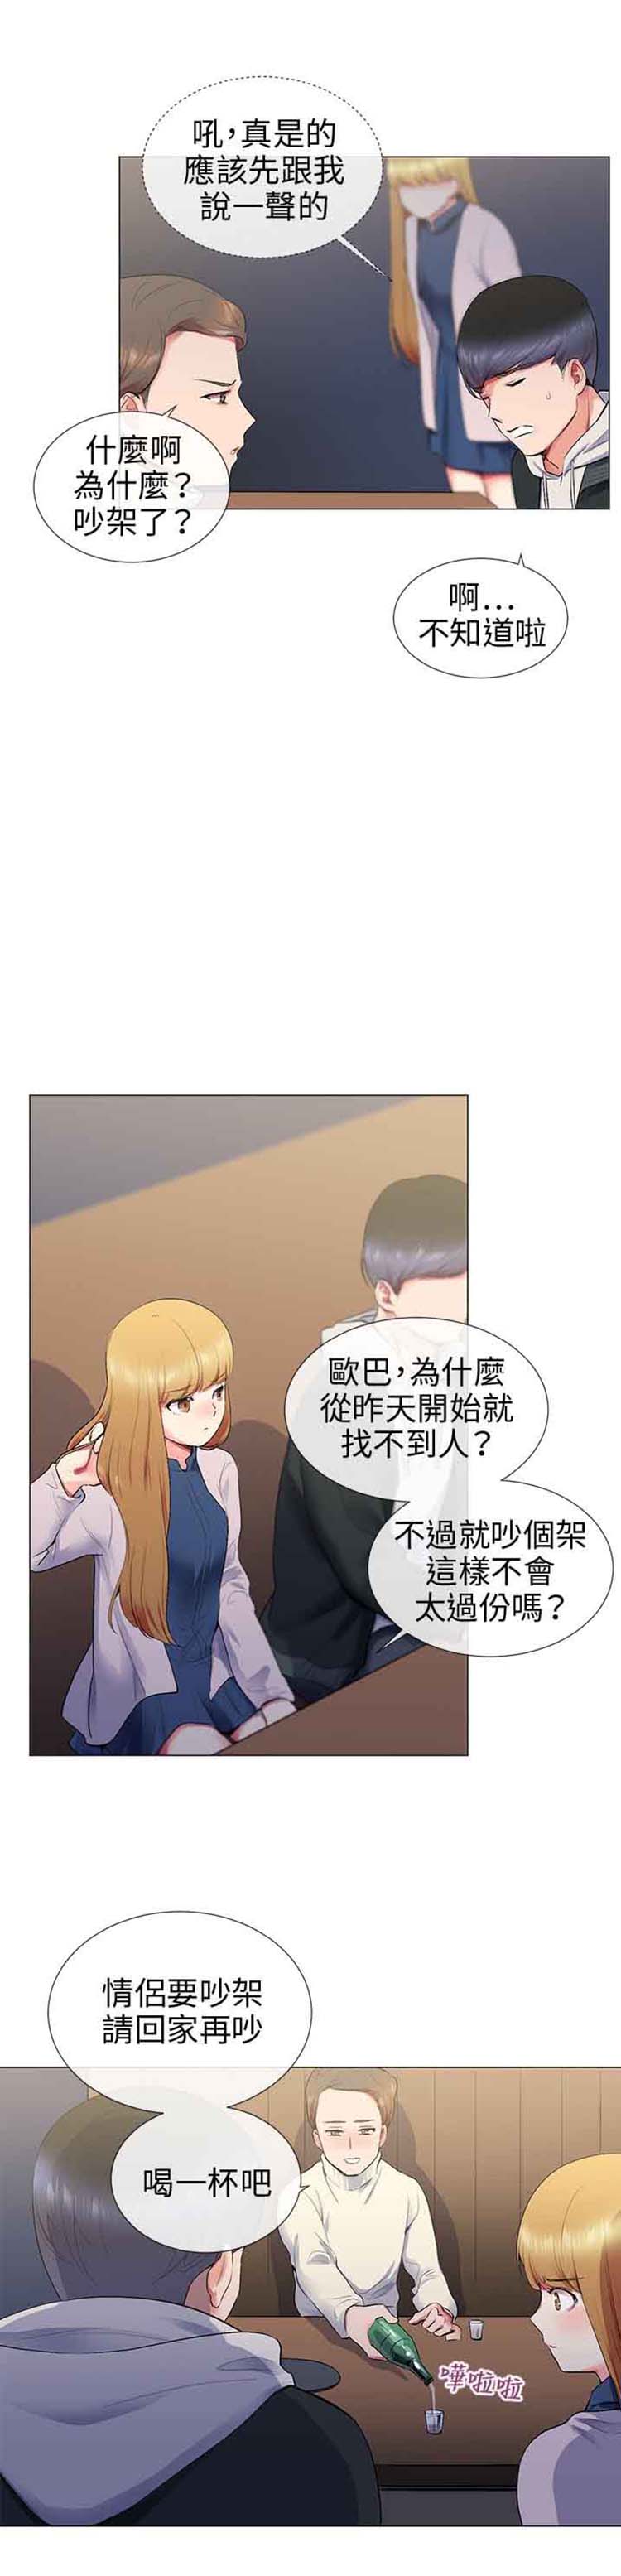 吼，真是的
應該先跟我
說一聲的
什麼啊
為什麼？
吵架了？
啊...
不知道啦
歐巴，為什麼
從昨天開始就
找不到人？
不過就吵個架
這樣不會
太過份嗎？
情侶要吵架
請回家再吵
喝一杯吧
嘩啦啦